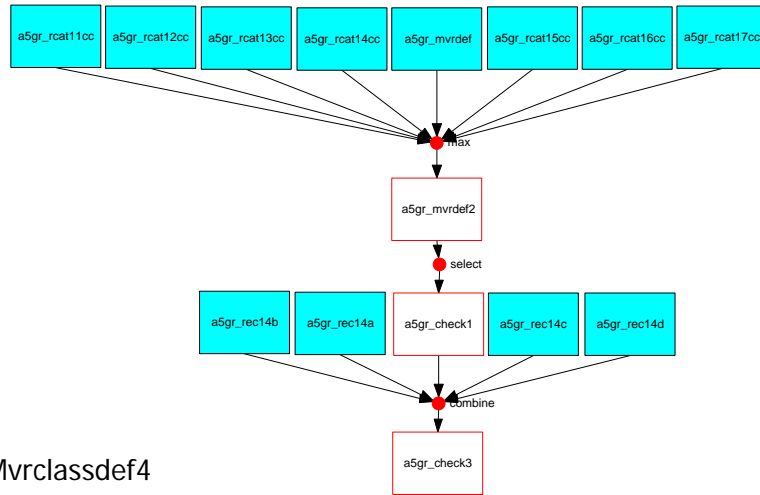 a5gr_rcat11cc a5gr_rcat12cc a5gr_rcat13cc a5gr_rcat14cc a5gr_mvrdef a5gr_rcat15cc a5gr_rcat16cc a5gr_rcat17cc
max
a5gr_mvrdef2
select
a5gr_rec14b a5gr_rec14a a5gr_check1 a5gr_rec14c a5gr_rec14d
combine
a5gr_check3
Mvrclassdef4